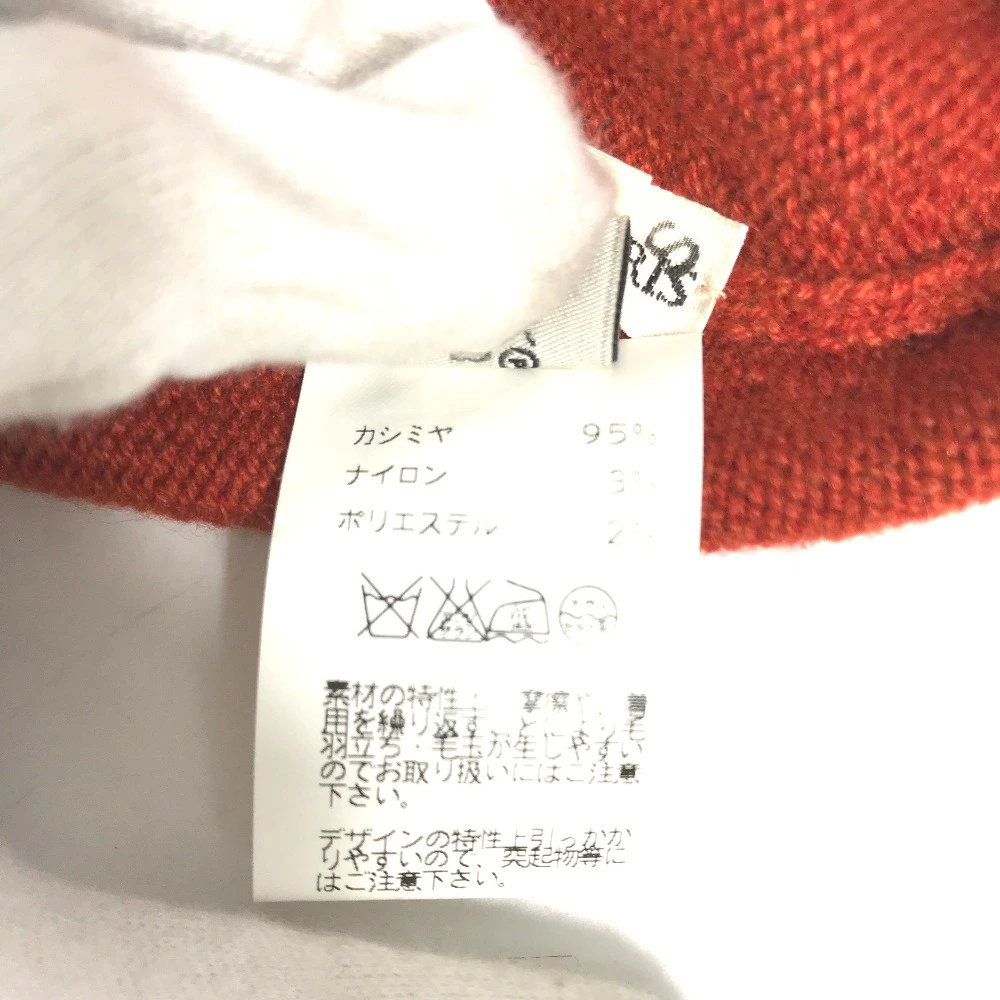 カシミヤ 95%
ナイロン 3%
ポリエステル 2%
素材の特性上、摩擦や、着
用を繰り返すことにより毛
羽立ち・毛玉が生じやすい
のでお取り扱いにはご注意
下さい。
デザインの特性上引っかか
りやすいので、突起物等に
はご注意下さい。